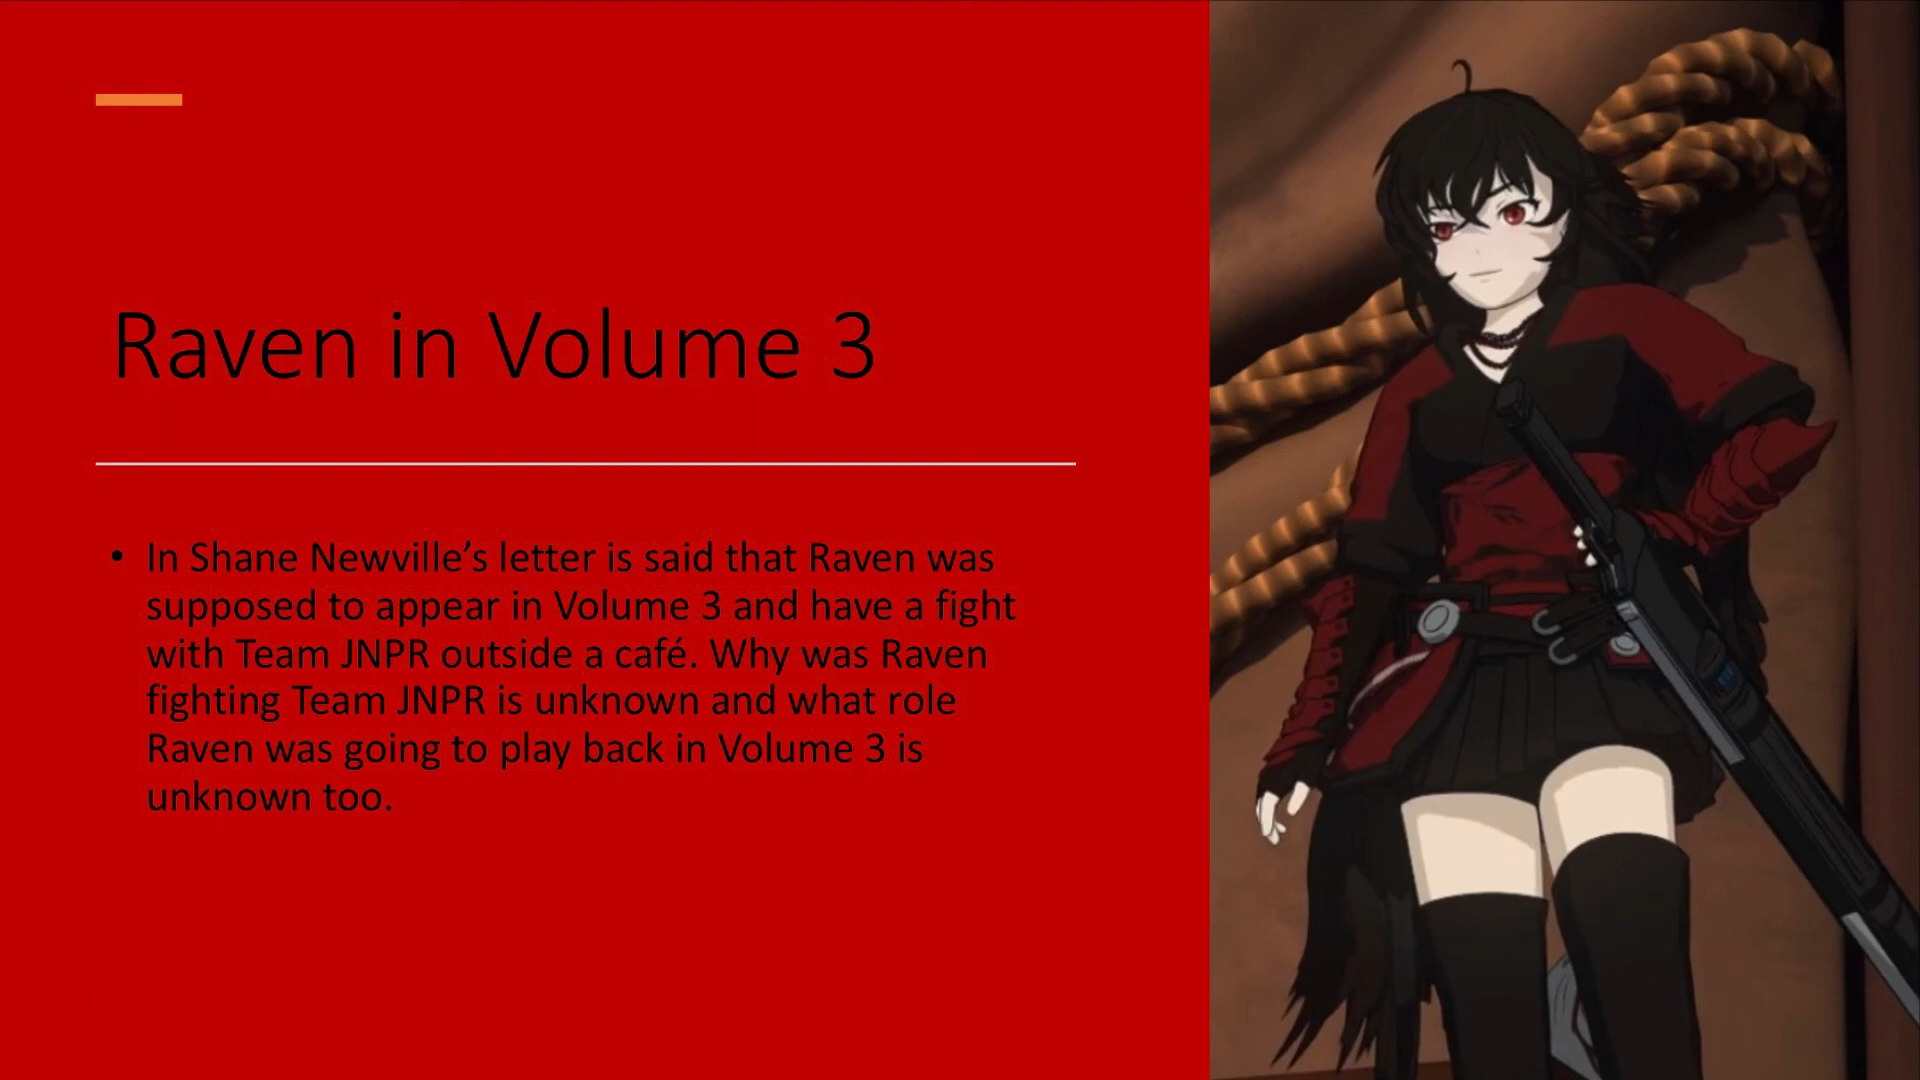 Raven in Volume 3
• In Shane Newville’s letter is said that Raven was
supposed to appear in Volume 3 and have a fight
with Team JNPR outside a café. Why was Raven
fighting Team JNPR is unknown and what role
Raven was going to play back in Volume 3 is
unknown too.